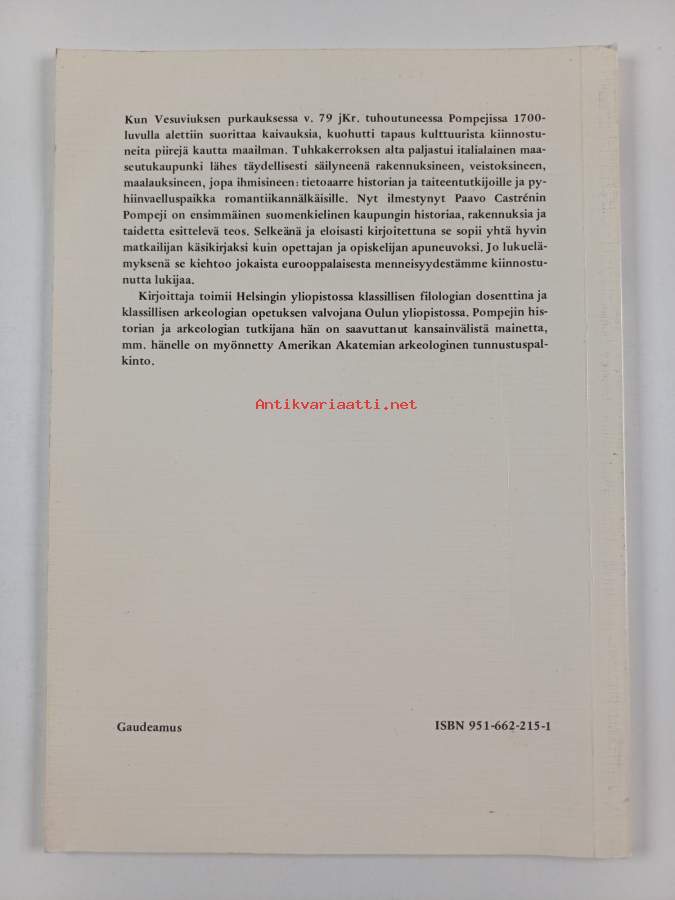 Kun Vesuviuksen purkauksessa v. 79 jKr. tuhoutuneessa Pompejissa 1700-
luvulla alettiin suorittaa kaivauksia, kuohutti tapaus kulttuurista kiinnostu-
neita piirejä kautta maailman. Tuhkakerroksen alta paljastui italialainen maa-
seutukaupunki lähes täydellisesti säilyneenä rakennuksineen, veistoksineen,
maalauksineen, jopa ihmisineen: tietoaarre historian ja taiteentutkijoille ja py-
hiinvaelluspaikka romantiikannälkäisille. Nyt ilmestynyt Paavo Castrénin
Pompeji on ensimmäinen suomenkielinen kaupungin historiaa, rakennuksia ja
taidetta esittelevä teos. Selkeänä ja eloisasti kirjoitettuna se sopii yhtä hyvin
matkailijan käsikirjaksi kuin opettajan ja opiskelijan apuneuvoksi. Jo lukuelä-
myksenä se kiehtoo jokaista eurooppalaisesta menneisyydestämme kiinnostu-
nutta lukijaa.
Kirjoittaja toimii Helsingin yliopistossa klassillisen filologian dosenttina ja
klassillisen arkeologian opetuksen valvojana Oulun yliopistossa. Pompejin his-
torian ja arkeologian tutkijana hän on saavuttanut kansainvälistä mainetta,
mm. hänelle on myönnetty Amerikan Akatemian arkeologinen tunnustuspal-
kinto.
Antikvariaatti.net
Gaudeamus
ISBN 951-662-215-1